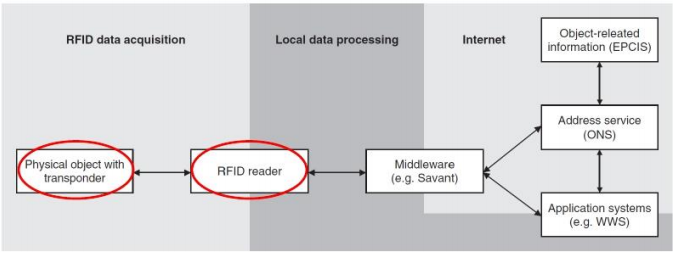 RFID data acquisition
Local data processing
Internet
Object-releated
information (EPCIS)
Address service
(ONS)
Physical object with
transponder
RFID reader
Middleware
(e.g. Savant)
Application systems
(e.g. WWS)